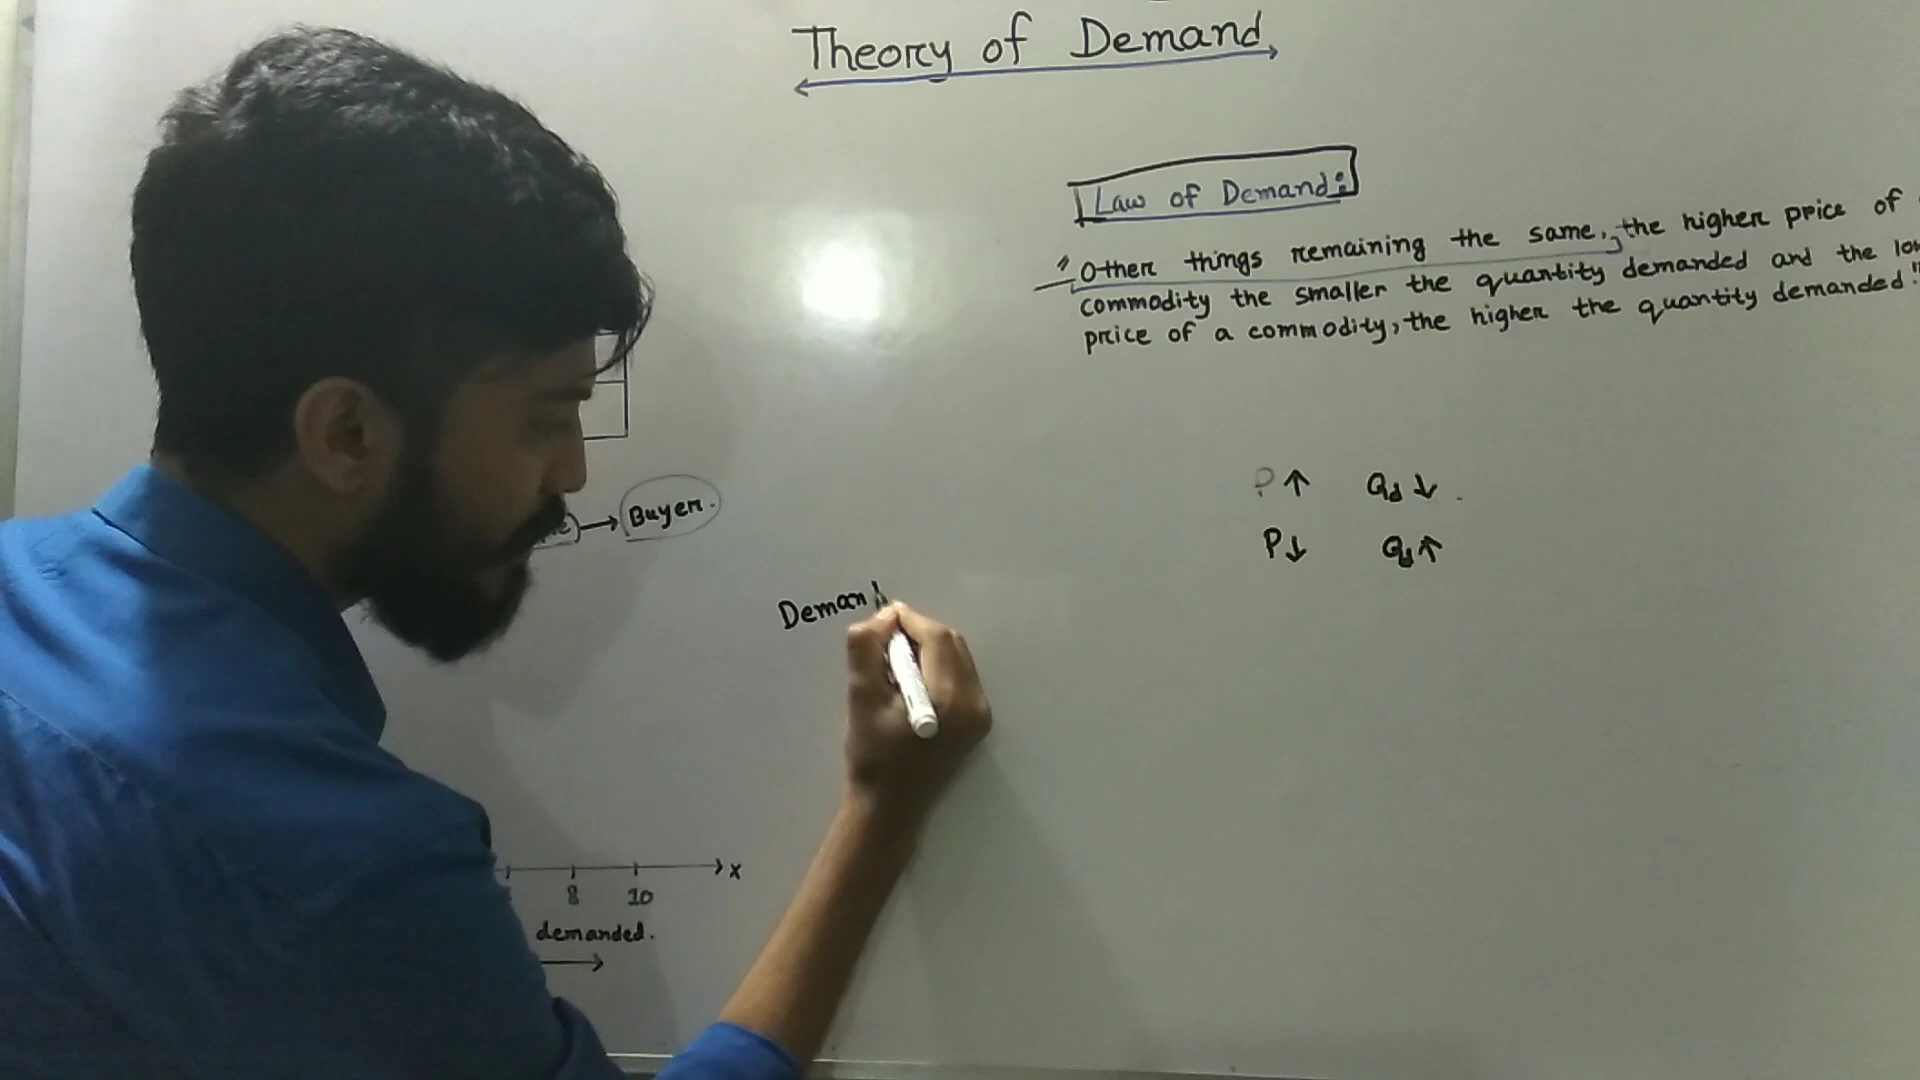 Theory of Demand
Law of Demand:
"Other things remaining the same, the higher price of
commodity the smaller the quantity demanded and the
price of a commodity, the higher the quantity demanded."
P↑ Qd↓
P↓ Qd↑
→ Buyer.
Deman
x
8 10
demanded.